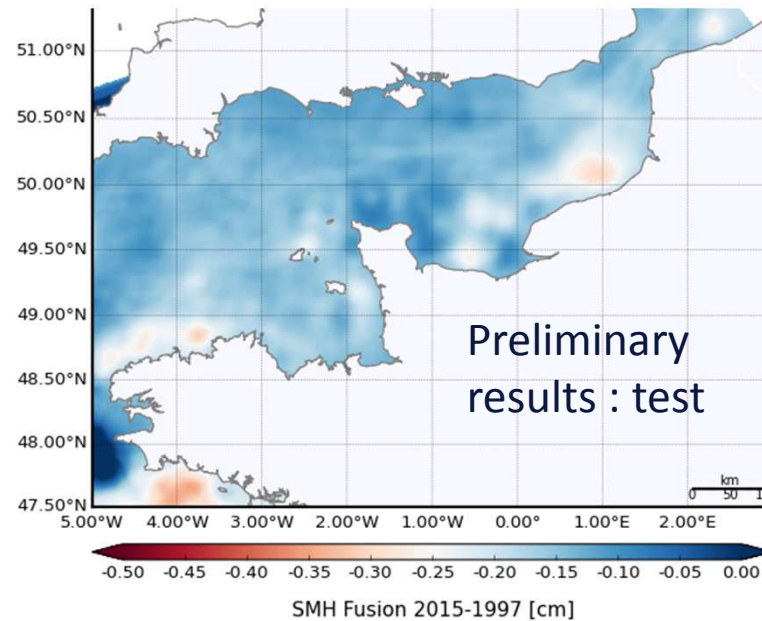 51.00°N
50.50°N
50.00°N
49.50°N
49.00°N
48.50°N
48.00°N
47.50°N
Preliminary
results : test
km
0 50 1
5.00°W 4.00°W 3.00°W 2.00°W 1.00°W 0.00° 1.00°E 2.00°E
-0.50 -0.45 -0.40 -0.35 -0.30 -0.25 -0.20 -0.15 -0.10 -0.05 0.00
SMH Fusion 2015-1997 [cm]